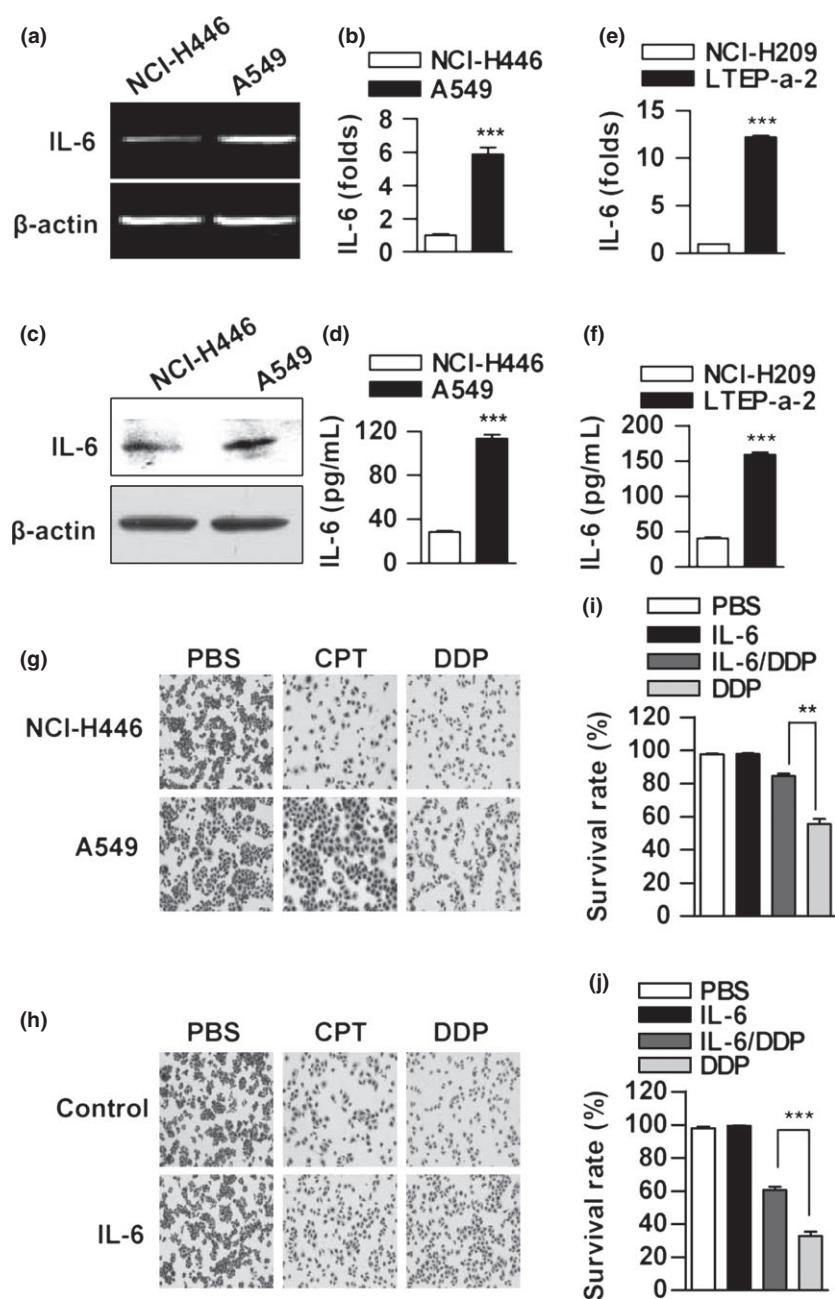 (a)
NCI-H446 A549
IL-6
β-actin
(b)
NCI-H446
A549
IL-6 (folds)
8
6
4
2
0
***
(e)
NCI-H209
LTEP-a-2
IL-6 (folds)
15
10
5
0
***
(c)
NCI-H446 A549
IL-6
β-actin
(d)
NCI-H446
A549
IL-6 (pg/mL)
120
80
40
0
***
(f)
NCI-H209
LTEP-a-2
IL-6 (pg/mL)
200
150
100
50
0
***
(g)
PBS CPT DDP
NCI-H446
A549
(i)
PBS
IL-6
IL-6/DDP
DDP
Survival rate (%)
120
100
80
60
40
20
0
**
(h)
PBS CPT DDP
Control
IL-6
(j)
PBS
IL-6
IL-6/DDP
DDP
Survival rate (%)
120
100
80
60
40
20
0
***